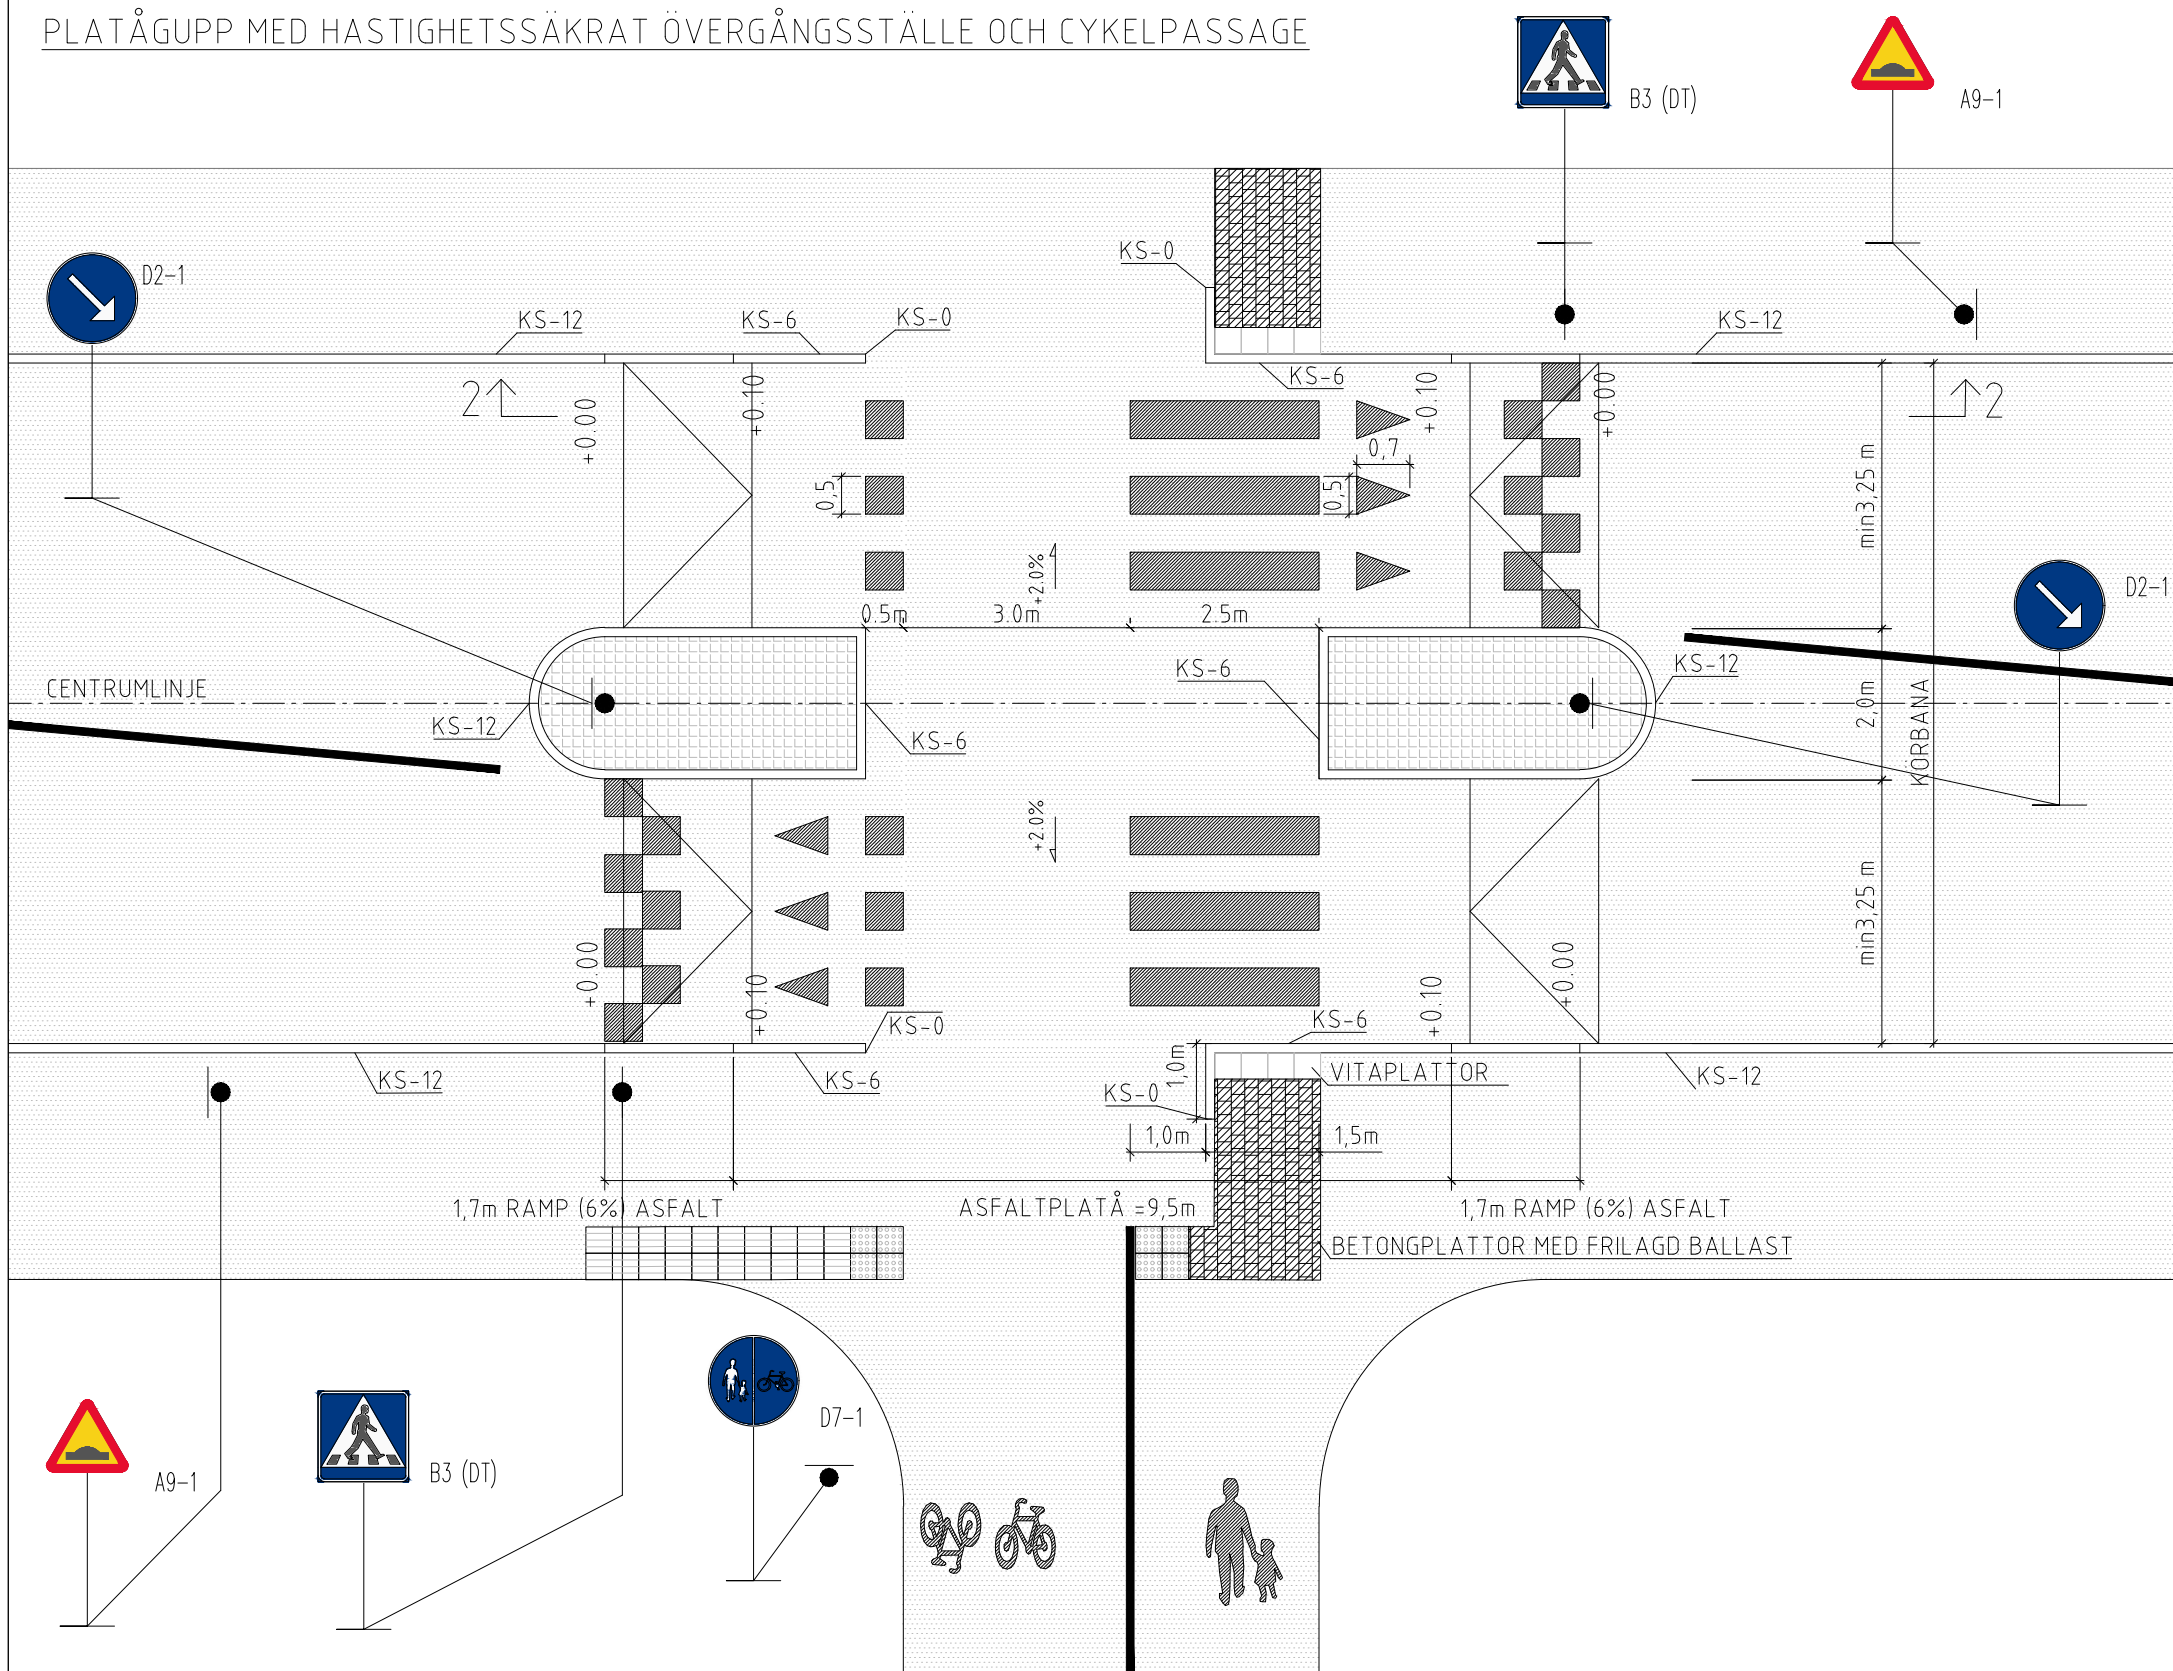 PLATÅGUPP MED HASTIGHETSSÄKRAT ÖVERGÅNGSSTÄLLE OCH CYKELPASSAGE
B3 (DT)
A9-1
D2-1
KS-0
KS-12
KS-6
KS-0
KS-12
KS-6
2
+0.00
+0.10
+0.10
+0.00
2
0,7
0,5
0,5
min3,25 m
+2.0%
0.5m
3.0m
2.5m
D2-1
CENTRUMLINJE
KS-12
KS-6
KS-6
KS-12
2,0m
KÖRBANA
+2.0%
min3,25 m
+0.00
+0.10
+0.10
+0.00
KS-0
KS-6
KS-12
KS-6
1,0m
VITAPLATTOR
KS-12
KS-0
1,0m
1,5m
1,7m RAMP (6%) ASFALT
ASFALTPLATÅ =9,5m
1,7m RAMP (6%) ASFALT
BETONGPLATTOR MED FRILAGD BALLAST
D7-1
A9-1
B3 (DT)